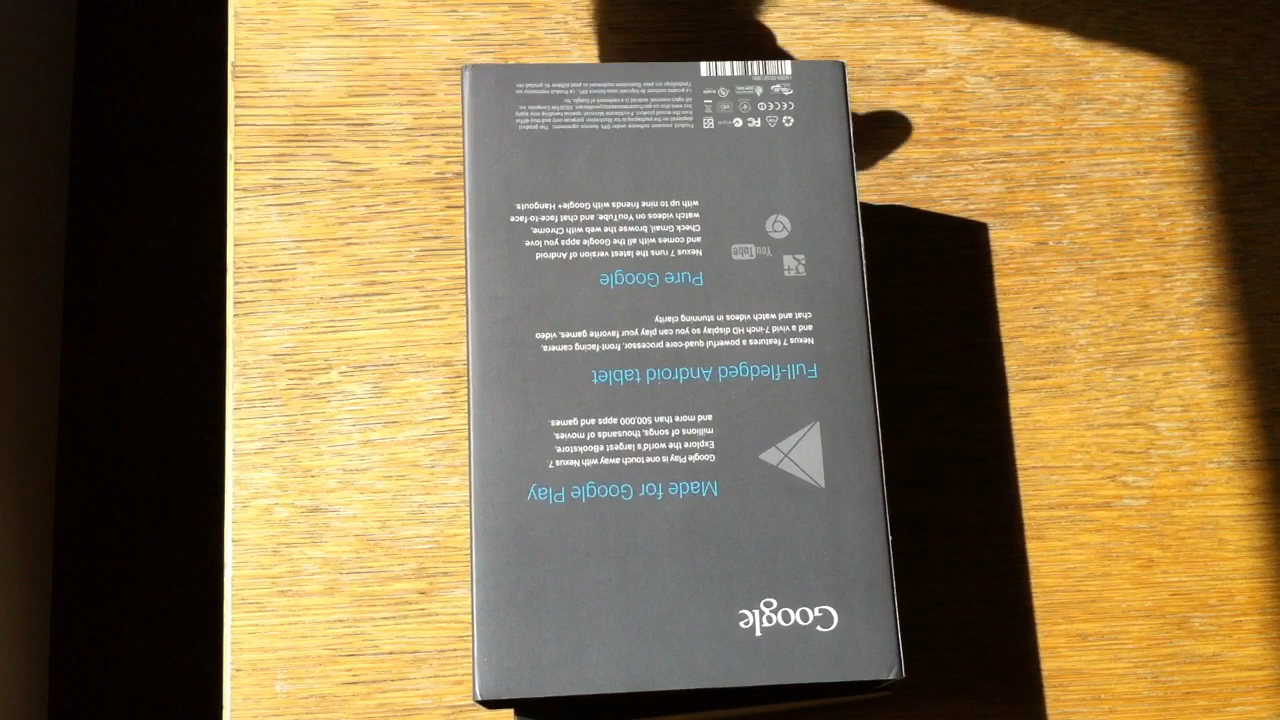 Google
Made for Google Play
Google Play is one touch away with Nexus 7.
Explore the world's largest eBookstore,
millions of songs, thousands of movies,
and more than 500,000 apps and games.
Full-fledged Android tablet
Nexus 7 features a powerful quad-core processor, front-facing camera,
and a vivid 7-inch HD display so you can play your favorite games, video
chat and watch videos in stunning clarity.
Pure Google
Nexus 7 runs the latest version of Android
and comes with all the Google apps you love
Check Gmail, browse the web with Chrome,
watch videos on YouTube, and chat face-to-face
with up to nine friends with Google+ Hangouts.
g+
YouTube
FC
CE